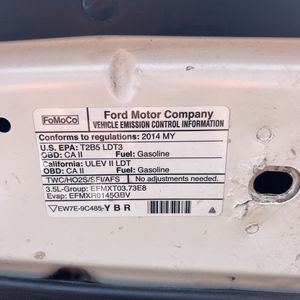 FoMoCo
Ford Motor Company
VEHICLE EMISSION CONTROL INFORMATION
Conforms to regulations: 2014 MY
U.S. EPA: T2B5 LDT3
OBD: CA II Fuel: Gasoline
California: ULEV II LDT
OBD: CA II Fuel: Gasoline
TWC/HO2S/SFI/AFS No adjustments needed.
3.5L-Group: EFMXT03.73E8
Evap: EFMXR0145GBV
EW7E-9C485-YBR